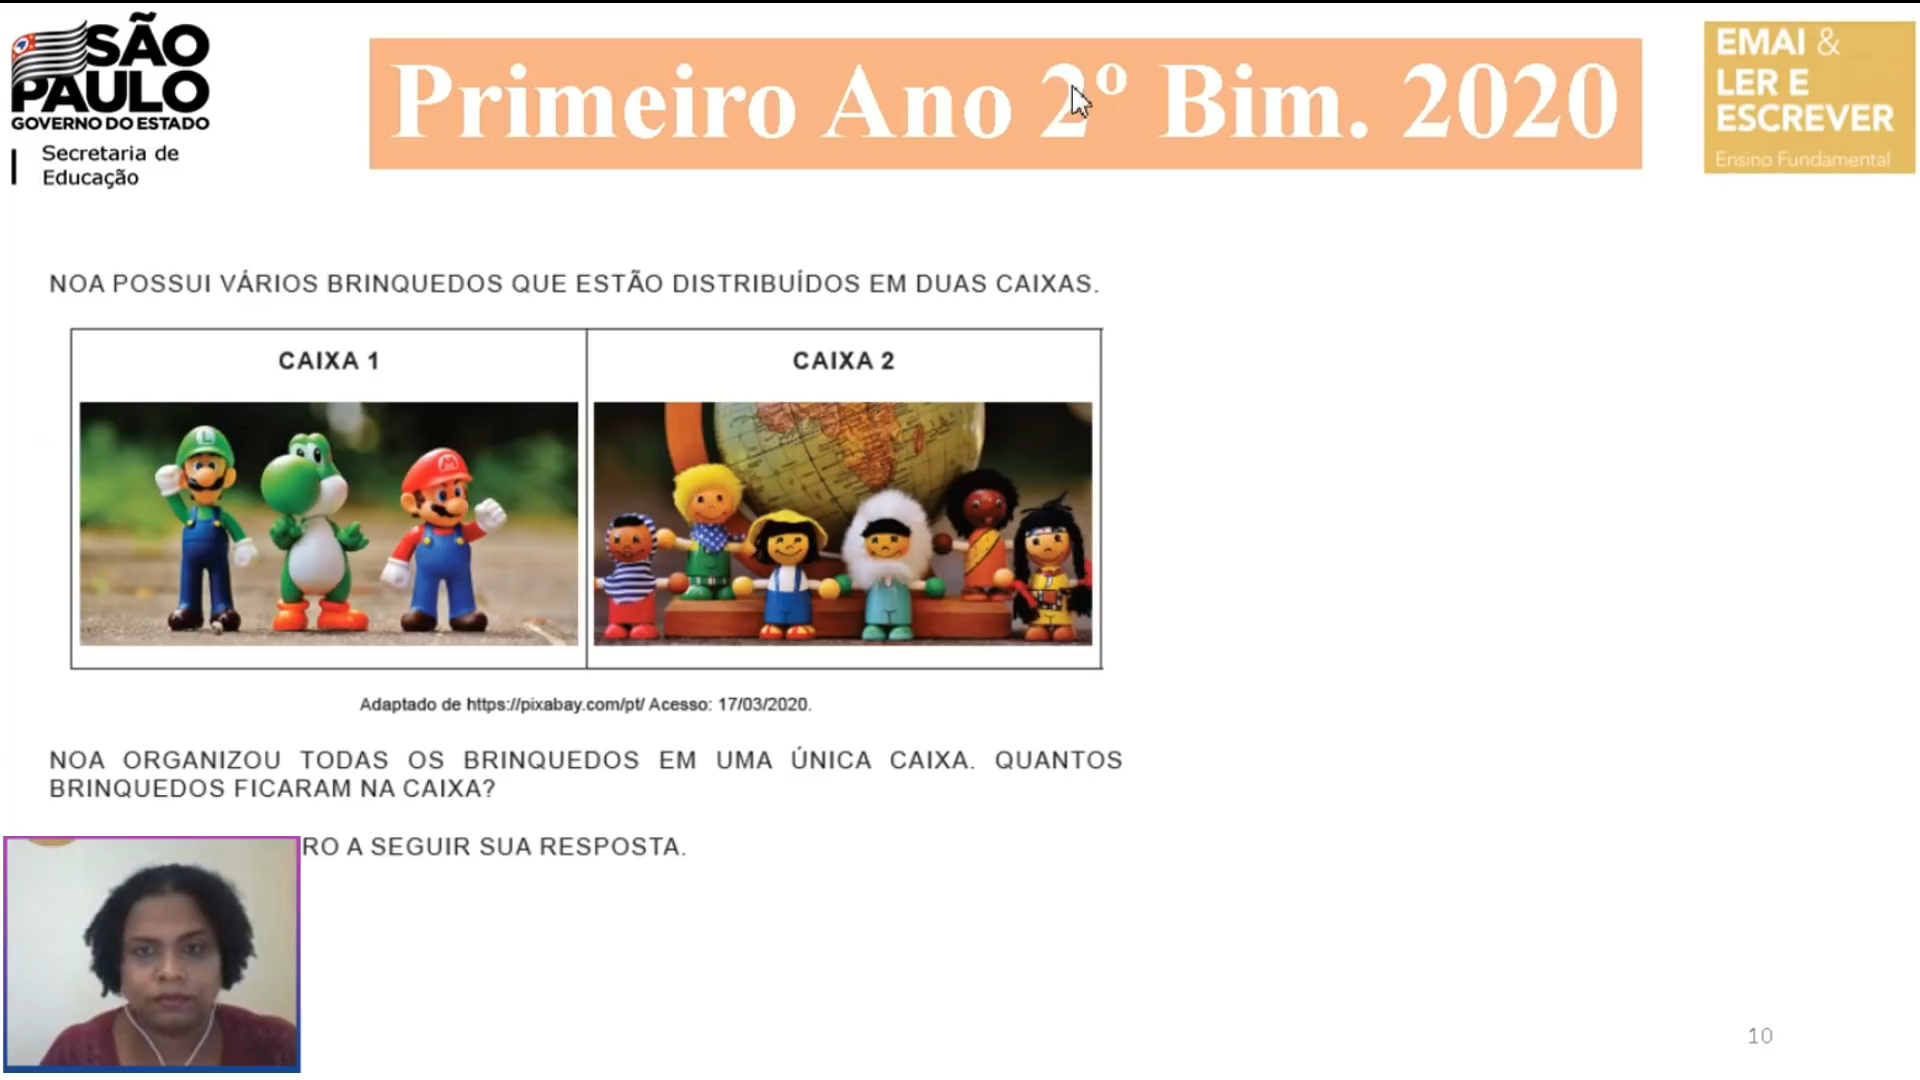 SÃO
PAULO
GOVERNO DO ESTADO
Secretaria de
Educação
Primeiro Ano 2º Bim. 2020
EMAI &
LER E
ESCREVER
Ensino Fundamental
NOA POSSUI VÁRIOS BRINQUEDOS QUE ESTÃO DISTRIBUÍDOS EM DUAS CAIXAS.
CAIXA 1
CAIXA 2
L
M
Adaptado de https://pixabay.com/pt/ Acesso: 17/03/2020.
NOA ORGANIZOU TODAS OS BRINQUEDOS EM UMA ÚNICA CAIXA. QUANTOS
BRINQUEDOS FICARAM NA CAIXA?
RO A SEGUIR SUA RESPOSTA.
10